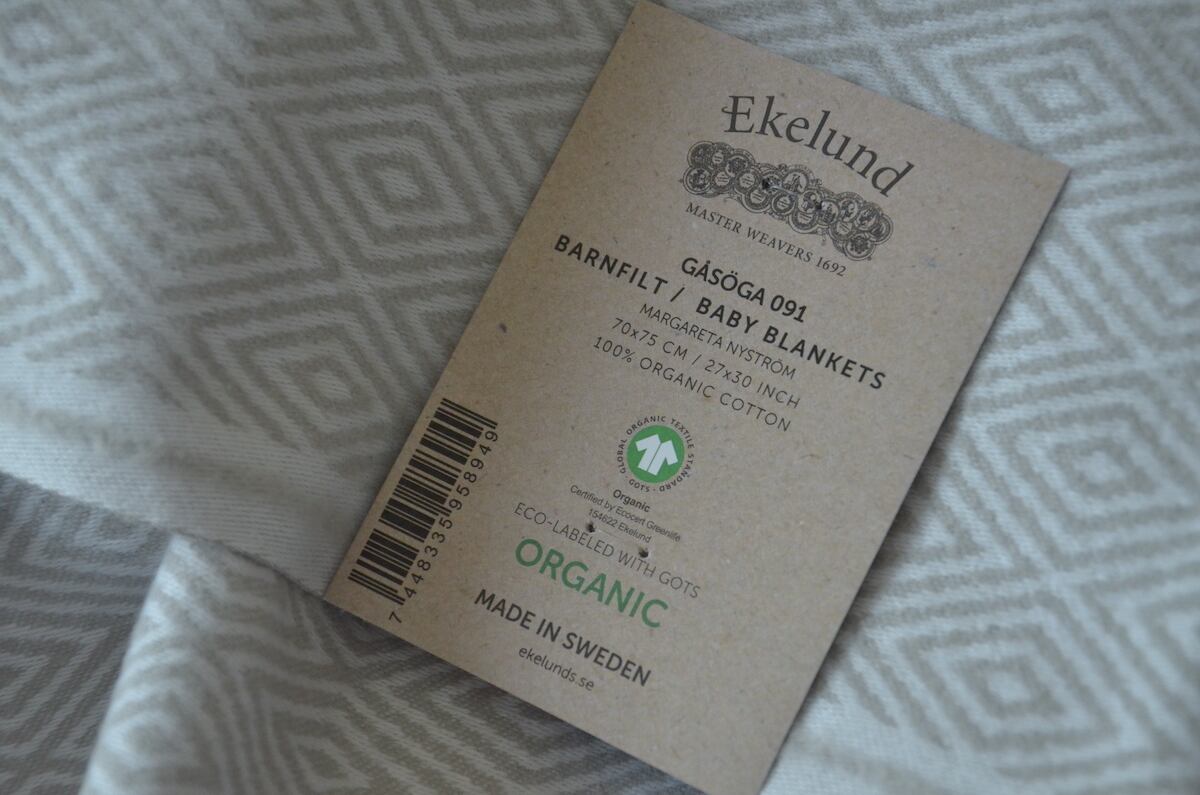 Ekelund
MASTER WEAVERS 1692
GÅSÖGA 091
BARNFILT / BABY BLANKETS
MARGARETA NYSTRÖM
70x75 CM / 27x30 INCH
100% ORGANIC COTTON
GLOBAL ORGANIC TEXTILE STANDARD · GOTS ·
Organic
Certified by Ecocert Greenlife
154622 Ekelund
ECO-LABELED WITH GOTS
ORGANIC
MADE IN SWEDEN
ekelunds.se
7 448335 958949